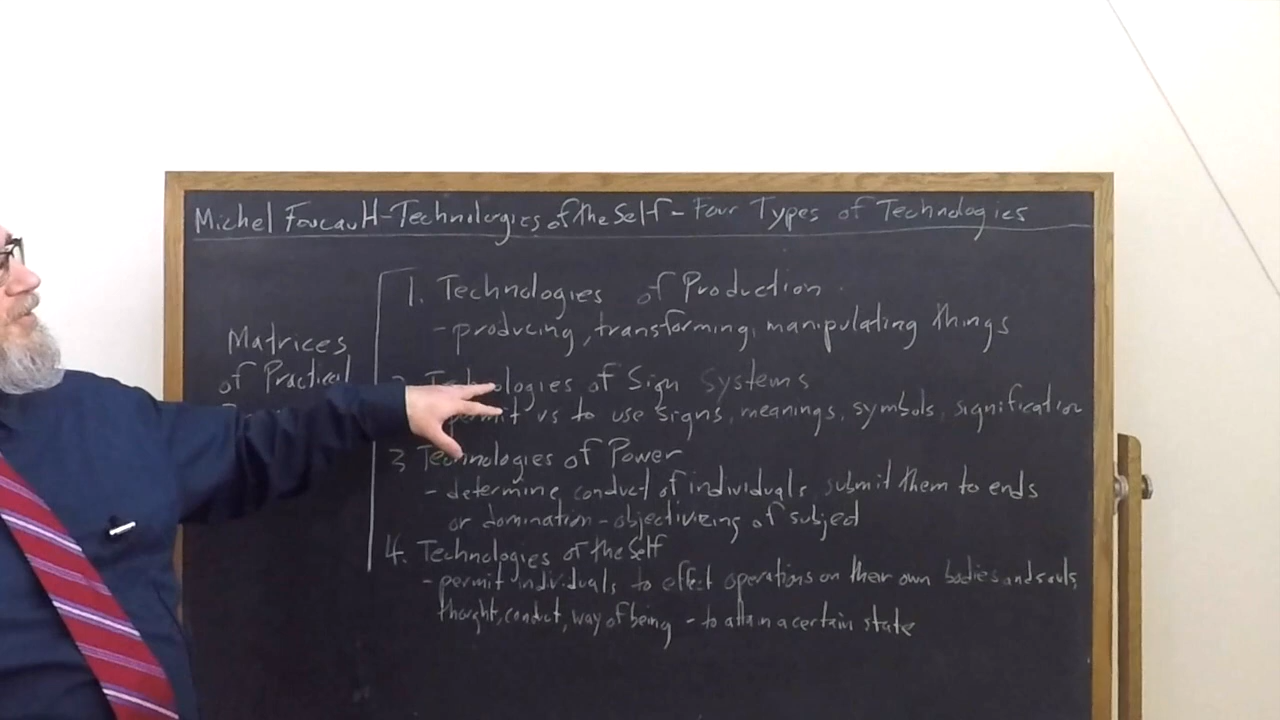 Michel Foucault-Technologies of the Self - Four Types of Technologies
Matrices
of Practical
1. Technologies of Production
- producing, transforming, manipulating things
Technologies of Sign Systems
permit us to use signs, meanings, symbols, signification
3 Technologies of Power
- determine conduct of individuals, submit them to ends
or domination - objectivizing of subject
4. Technologies of the Self
- permit individuals to effect operations on their own bodies and souls,
thought, conduct, way of being - to attain a certain state